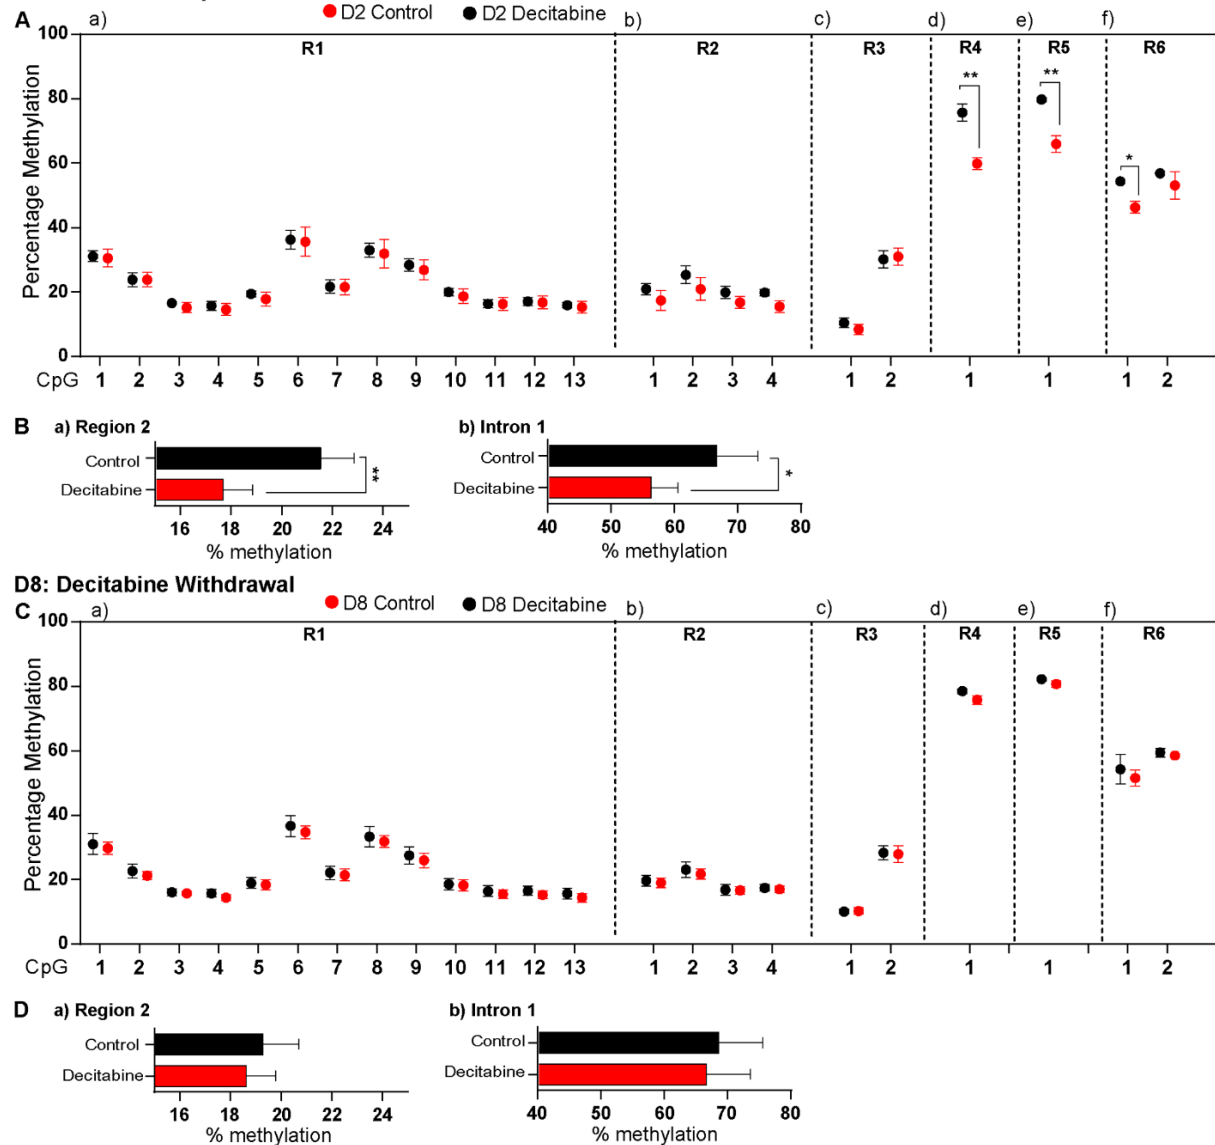 D2 Control D2 Decitabine
A a) b) c) d) e) f)
R1 R2 R3 R4 R5 R6
Percentage Methylation
100
80
60
40
20
0
** ** *
CpG 1 2 3 4 5 6 7 8 9 10 11 12 13 1 2 3 4 1 2 1 1 1 2
B a) Region 2 b) Intron 1
Control
Decitabine
**
16 18 20 22 24
% methylation
Control
Decitabine
*
40 50 60 70 80
% methylation
D8: Decitabine Withdrawal
D8 Control D8 Decitabine
C a) b) c) d) e) f)
R1 R2 R3 R4 R5 R6
Percentage Methylation
100
80
60
40
20
0
CpG 1 2 3 4 5 6 7 8 9 10 11 12 13 1 2 3 4 1 2 1 1 1 2
D a) Region 2 b) Intron 1
Control
Decitabine
16 18 20 22 24
% methylation
Control
Decitabine
40 50 60 70 80
% methylation